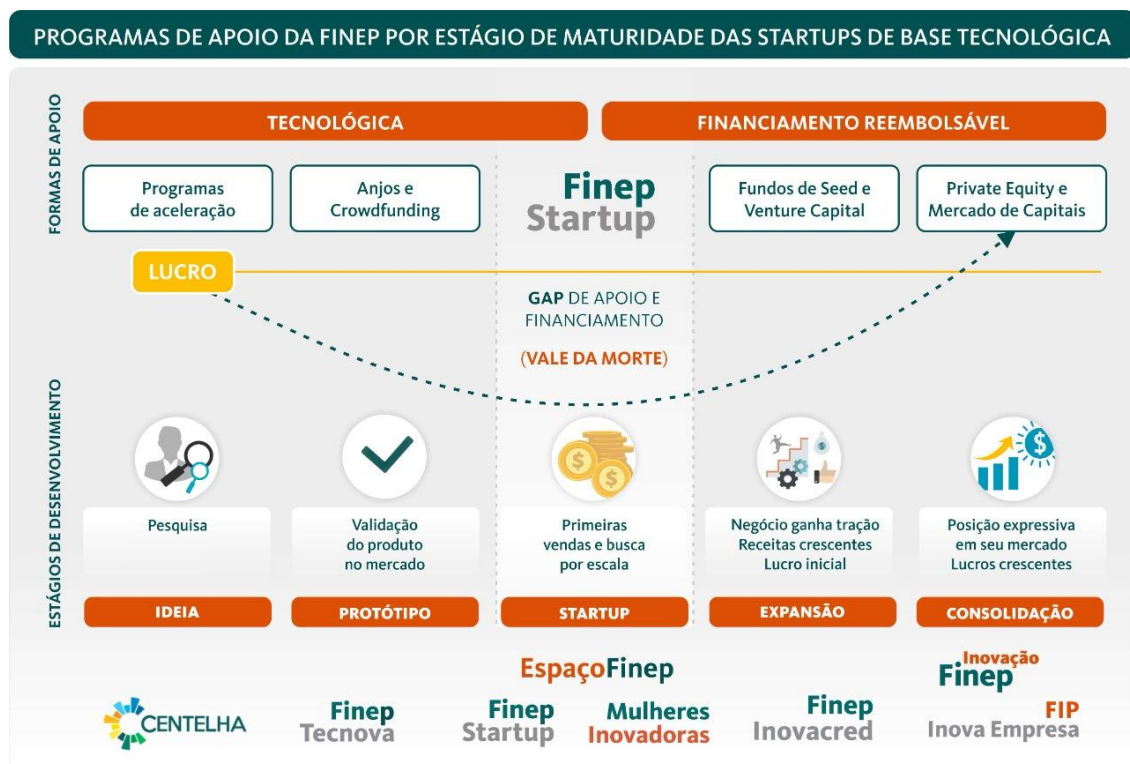 PROGRAMAS DE APOIO DA FINEP POR ESTÁGIO DE MATURIDADE DAS STARTUPS DE BASE TECNOLÓGICA
FORMAS DE APOIO
TECNOLÓGICA
FINANCIAMENTO REEMBOLSÁVEL
Programas
de aceleração
Anjos e
Crowdfunding
Finep
Startup
Fundos de Seed e
Venture Capital
Private Equity e
Mercado de Capitais
LUCRO
GAP DE APOIO E
FINANCIAMENTO
(VALE DA MORTE)
ESTÁGIOS DE DESENVOLVIMENTO
$
$
$
$
Pesquisa
Validação
do produto
no mercado
Primeiras
vendas e busca
por escala
Negócio ganha tração
Receitas crescentes
Lucro inicial
Posição expressiva
em seu mercado
Lucros crescentes
IDEIA
PROTÓTIPO
STARTUP
EXPANSÃO
CONSOLIDAÇÃO
CENTELHA
Finep
Tecnova
EspaçoFinep
Finep
Startup
Mulheres
Inovadoras
Finep
Inovacred
Inovação
Finep
FIP
Inova Empresa